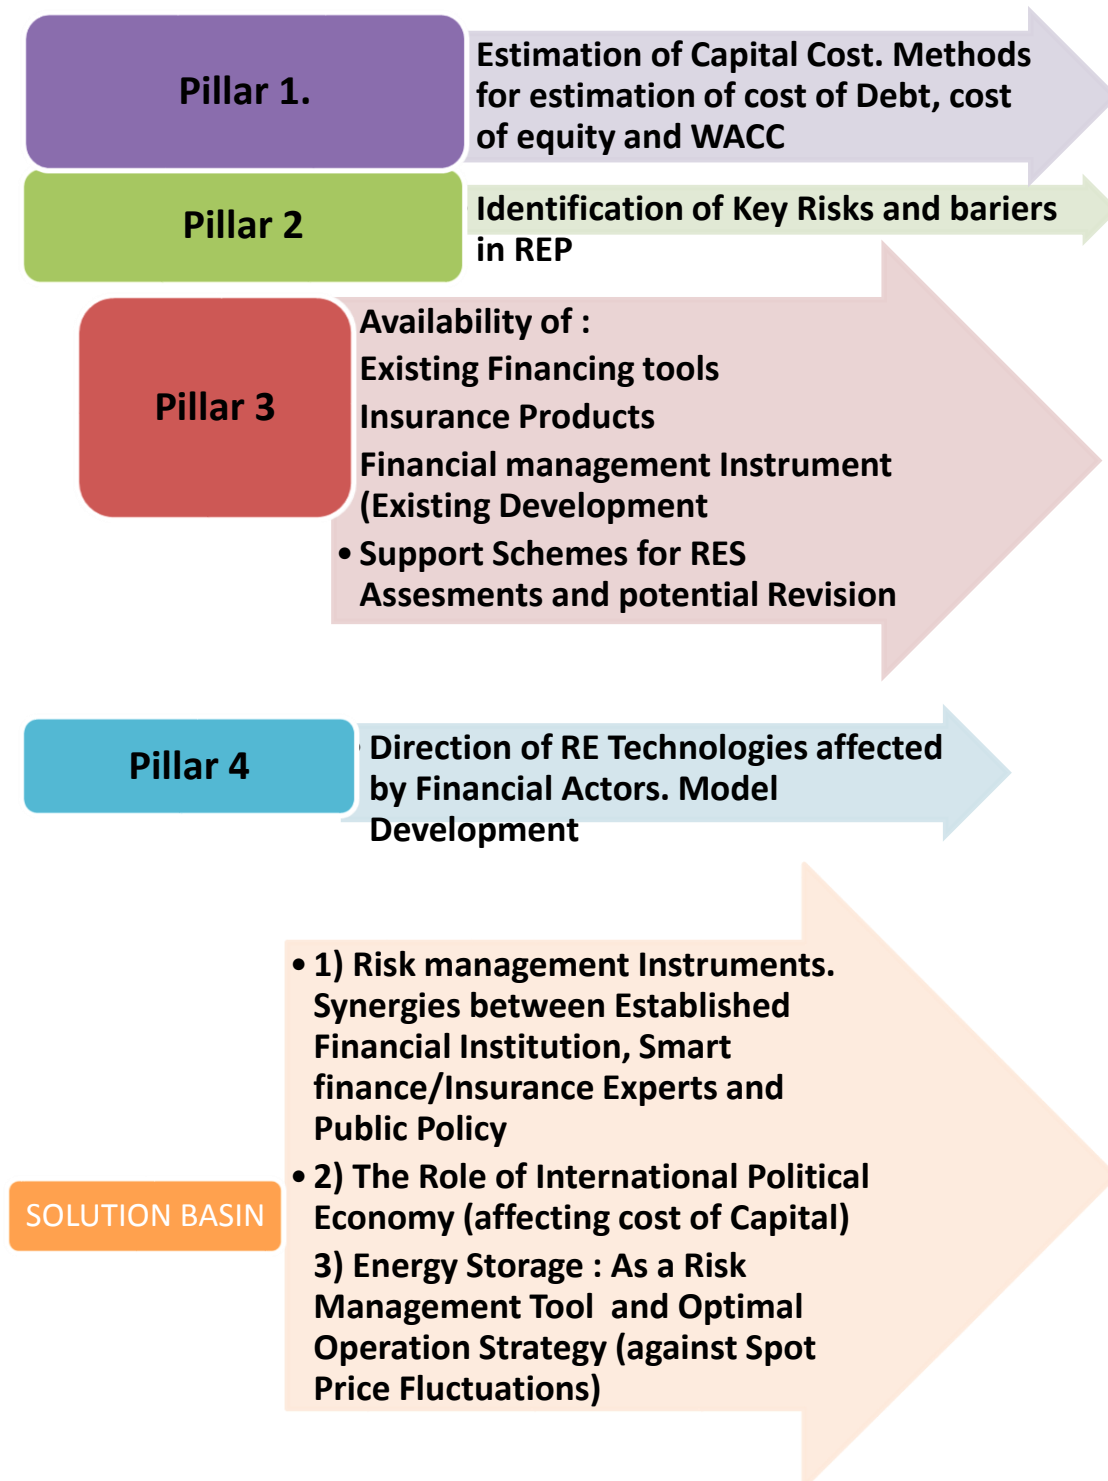 Pillar 1.
Estimation of Capital Cost. Methods
for estimation of cost of Debt, cost
of equity and WACC
Pillar 2
Identification of Key Risks and bariers
in REP
Pillar 3
Availability of :
Existing Financing tools
Insurance Products
Financial management Instrument
(Existing Development
• Support Schemes for RES
Assesments and potential Revision
Pillar 4
• Direction of RE Technologies affected
by Financial Actors. Model
Development
SOLUTION BASIN
• 1) Risk management Instruments.
Synergies between Established
Financial Institution, Smart
finance/Insurance Experts and
Public Policy
• 2) The Role of International Political
Economy (affecting cost of Capital)
3) Energy Storage : As a Risk
Management Tool and Optimal
Operation Strategy (against Spot
Price Fluctuations)